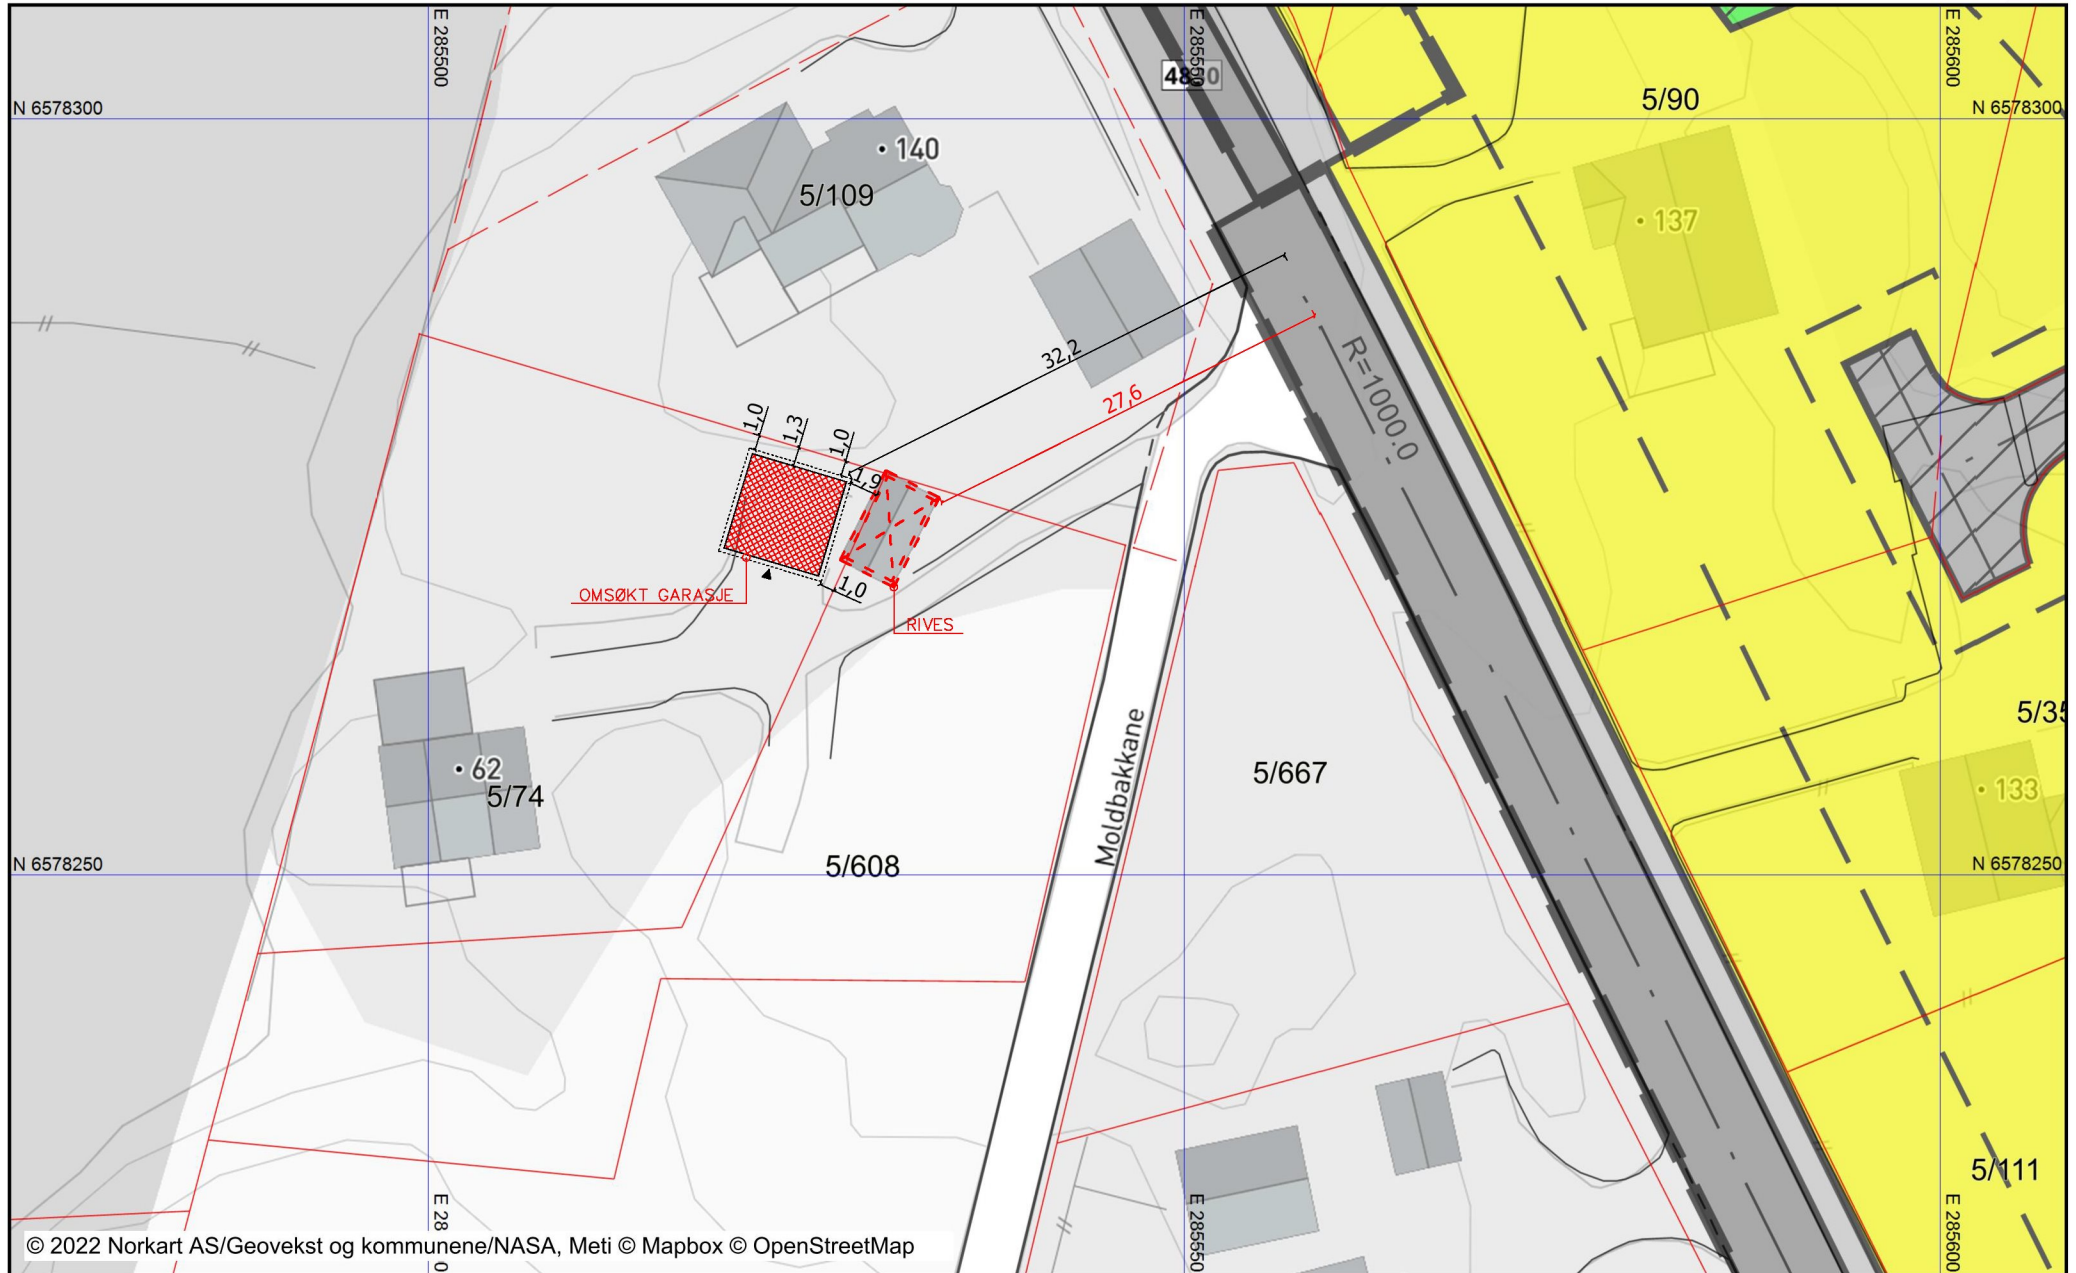 E 285500
E 285550
E 285600
4830
5/90
N 6578300
N 6578300
140
5/109
137
32,2
R=1000.0
27,6
1,0
1,3
1,0
1,9
1,0
OMSØKT GARASJE
RIVES
5/35
Moldbakkane
62
5/74
5/667
133
N 6578250
5/608
N 6578250
5/111
E 28
0
E 285550
E 285600
© 2022 Norkart AS/Geovekst og kommunene/NASA, Meti © Mapbox © OpenStreetMap